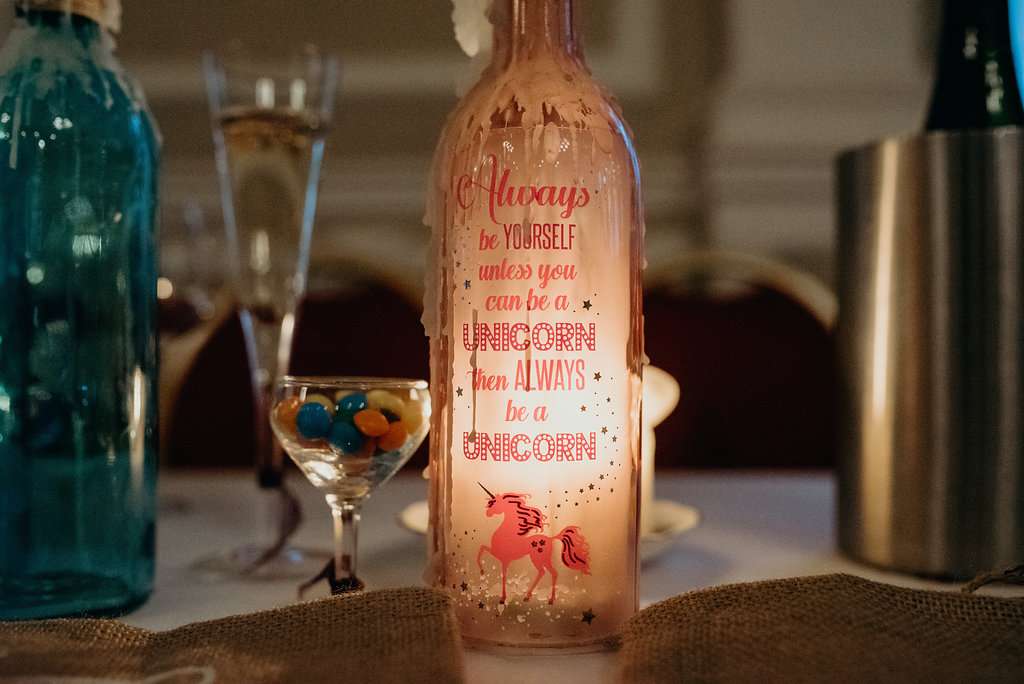 Always
be YOURSELF
unless you
can be a
UNICORN
then ALWAYS
be a
UNICORN